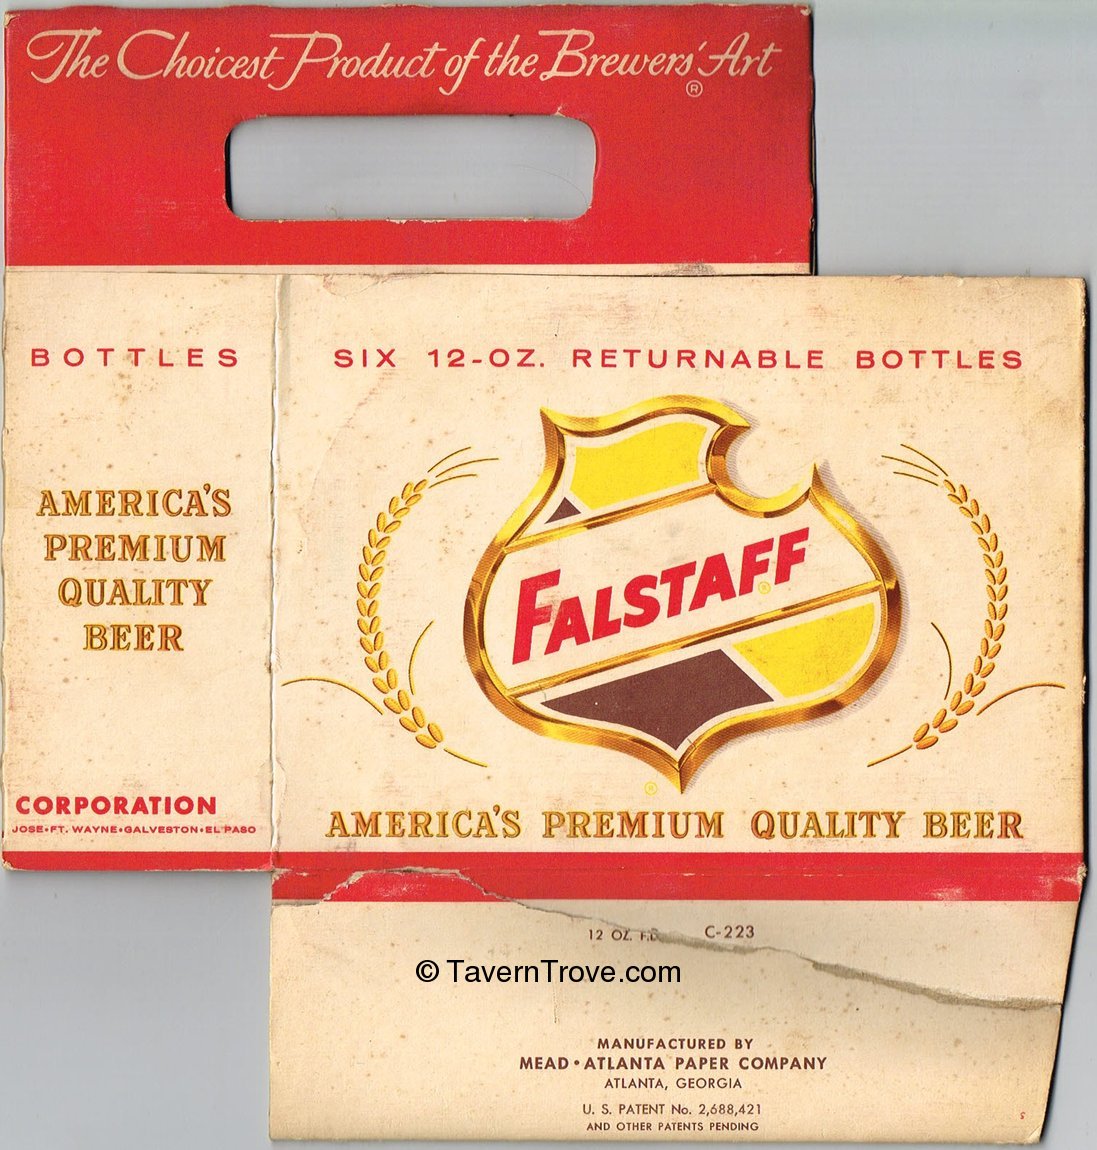 The Choicest Product of the Brewers' Art
®
BOTTLES
AMERICA'S
PREMIUM
QUALITY
BEER
CORPORATION
JOSE•FT. WAYNE•GALVESTON•EL PASO
SIX 12-OZ. RETURNABLE BOTTLES
FALSTAFF
®
®
AMERICA'S PREMIUM QUALITY BEER
12 OZ. F.D. C-223
© TavernTrove.com
MANUFACTURED BY
MEAD•ATLANTA PAPER COMPANY
ATLANTA, GEORGIA
U. S. PATENT No. 2,688,421
AND OTHER PATENTS PENDING